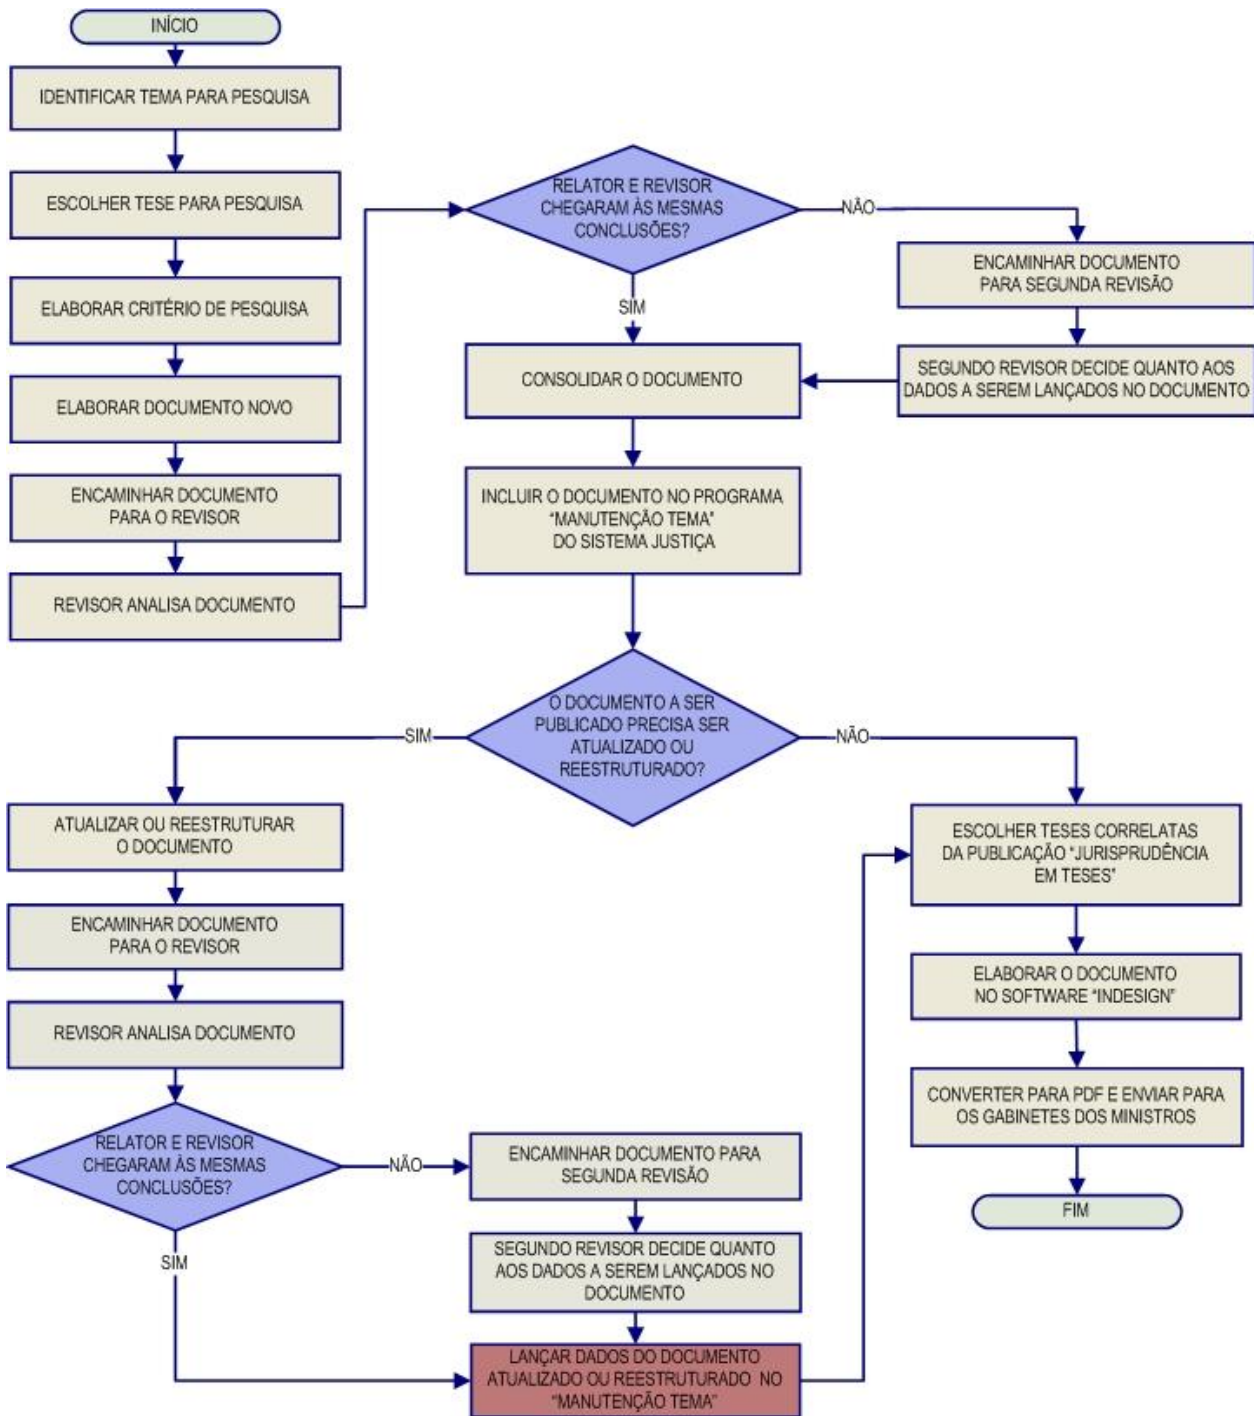 INÍCIO
IDENTIFICAR TEMA PARA PESQUISA
ESCOLHER TESE PARA PESQUISA
ELABORAR CRITÉRIO DE PESQUISA
ELABORAR DOCUMENTO NOVO
ENCAMINHAR DOCUMENTO
PARA O REVISOR
REVISOR ANALISA DOCUMENTO
RELATOR E REVISOR
CHEGARAM ÀS MESMAS
CONCLUSÕES?
NÃO
ENCAMINHAR DOCUMENTO
PARA SEGUNDA REVISÃO
SEGUNDO REVISOR DECIDE QUANTO AOS
DADOS A SEREM LANÇADOS NO DOCUMENTO
SIM
CONSOLIDAR O DOCUMENTO
INCLUIR O DOCUMENTO NO PROGRAMA
“MANUTENÇÃO TEMA”
DO SISTEMA JUSTIÇA
O DOCUMENTO A SER
PUBLICADO PRECISA SER
ATUALIZADO OU
REESTRUTURADO?
SIM
NÃO
ATUALIZAR OU REESTRUTURAR
O DOCUMENTO
ENCAMINHAR DOCUMENTO
PARA O REVISOR
REVISOR ANALISA DOCUMENTO
RELATOR E REVISOR
CHEGARAM ÀS MESMAS
CONCLUSÕES?
NÃO
ENCAMINHAR DOCUMENTO PARA
SEGUNDA REVISÃO
SEGUNDO REVISOR DECIDE QUANTO
AOS DADOS A SEREM LANÇADOS NO
DOCUMENTO
SIM
LANÇAR DADOS DO DOCUMENTO
ATUALIZADO OU REESTRUTURADO NO
“MANUTENÇÃO TEMA”
ESCOLHER TESES CORRELATAS
DA PUBLICAÇÃO “JURISPRUDÊNCIA
EM TESES”
ELABORAR O DOCUMENTO
NO SOFTWARE “INDESIGN”
CONVERTER PARA PDF E ENVIAR PARA
OS GABINETES DOS MINISTROS
FIM